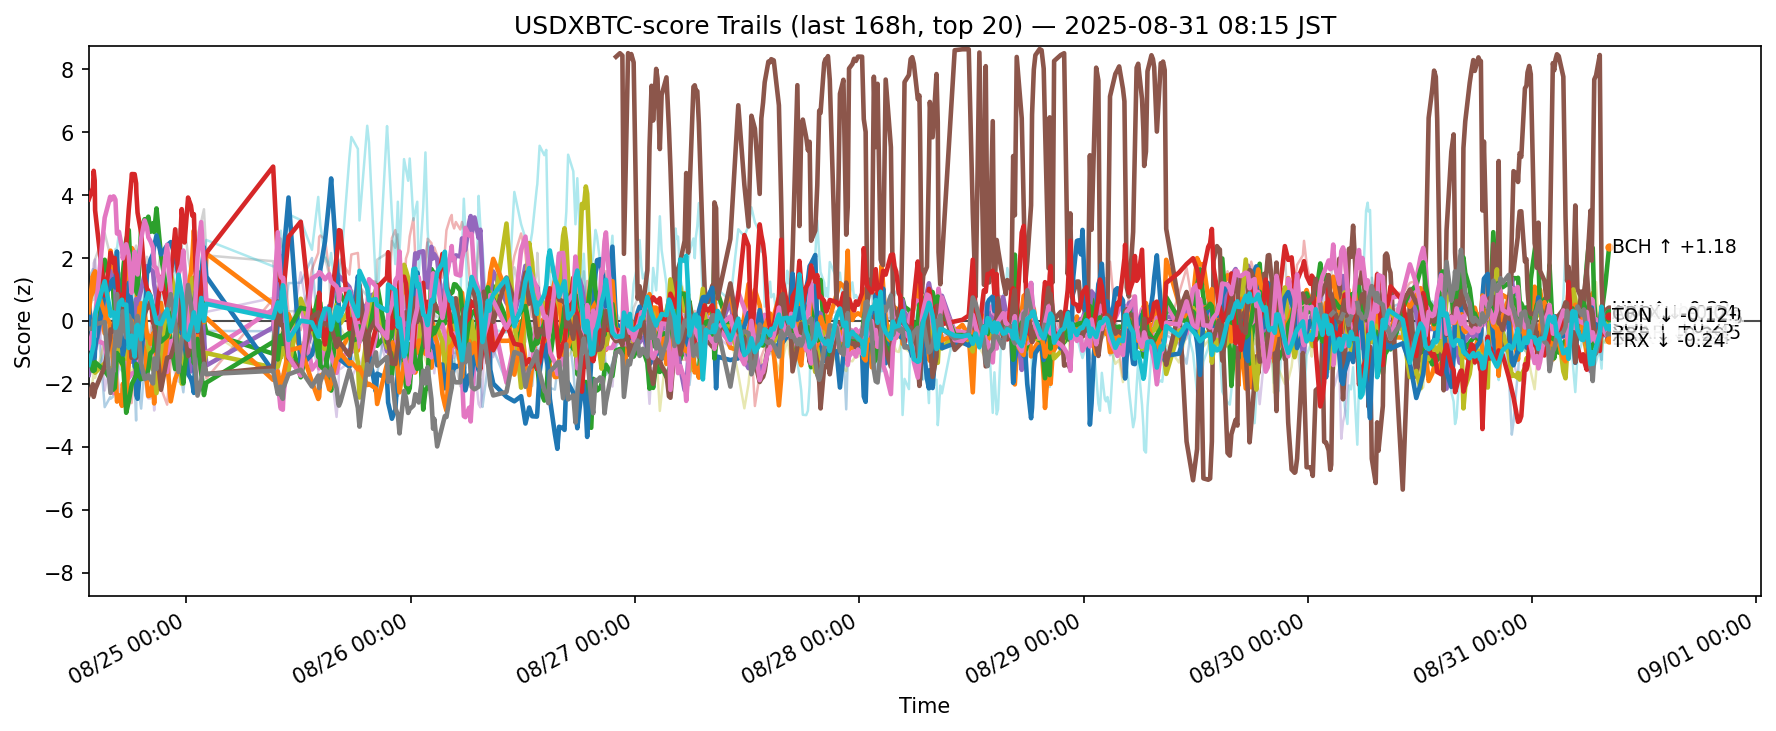 USDXBTC-score Trails (last 168h, top 20) — 2025-08-31 08:15 JST
Score (z)
8
6
4
2
0
−2
−4
−6
−8
BCH ↑ +1.18
TON ↓ -0.12
TRX ↓ -0.24
08/25 00:00
08/26 00:00
08/27 00:00
08/28 00:00
08/29 00:00
08/30 00:00
08/31 00:00
09/01 00:00
Time